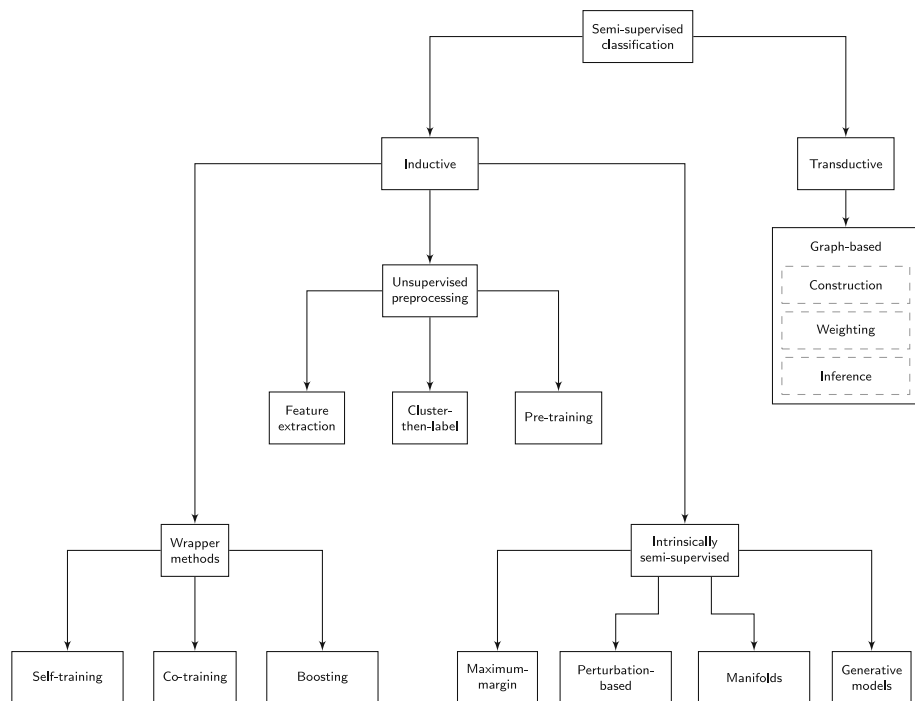 Semi-supervised
classification
Inductive
Transductive
Graph-based
Construction
Weighting
Inference
Unsupervised
preprocessing
Feature
extraction
Cluster-
then-label
Pre-training
Wrapper
methods
Intrinsically
semi-supervised
Self-training
Co-training
Boosting
Maximum-
margin
Perturbation-
based
Manifolds
Generative
models